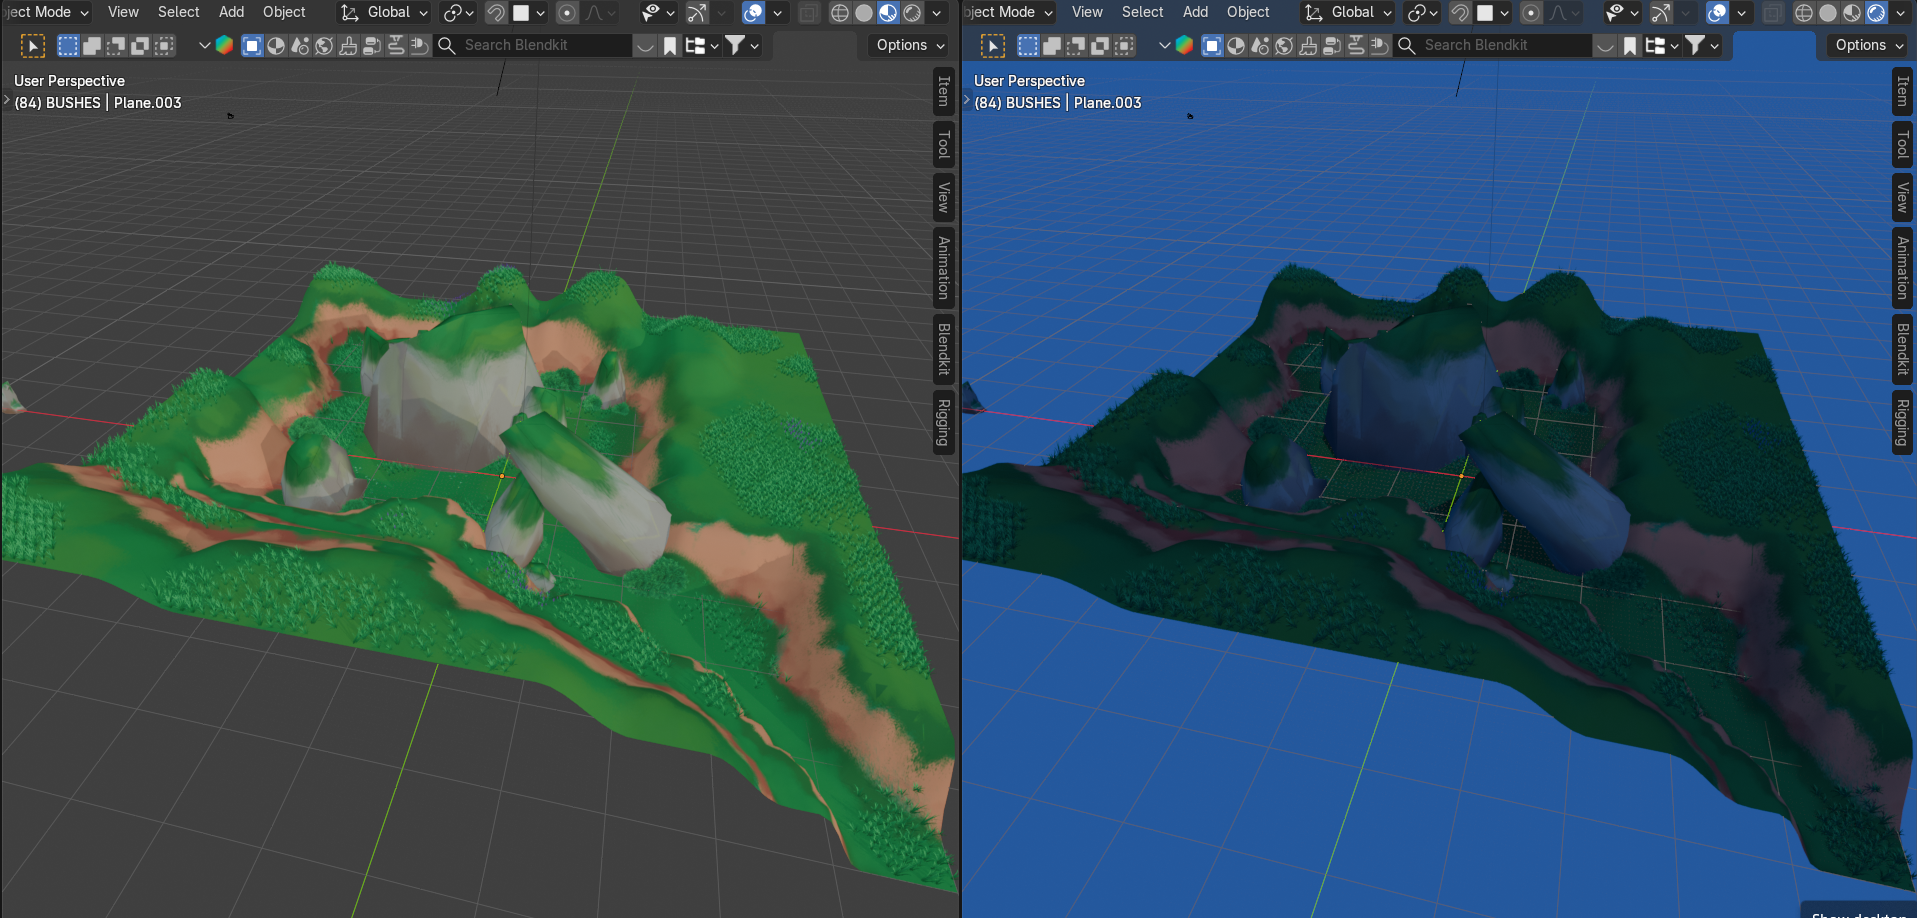 ject Mode View Select Add Object Global
Search Blendkit Options
User Perspective
(84) BUSHES | Plane.003
Item
Tool
View
Animation
Blendkit
Rigging
bject Mode View Select Add Object Global
Search Blendkit Options
User Perspective
(84) BUSHES | Plane.003
Item
Tool
View
Animation
Blendkit
Rigging
Show desktop